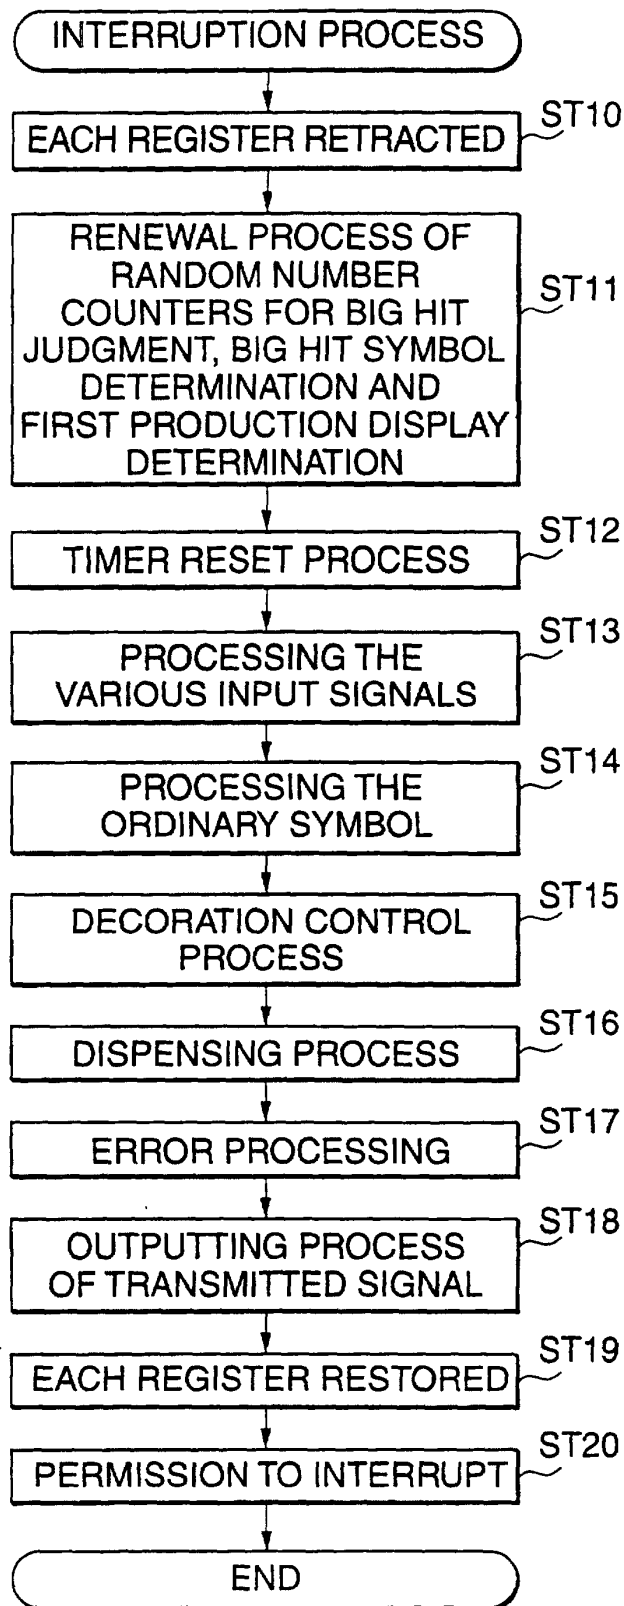 INTERRUPTION PROCESS
ST10
EACH REGISTER RETRACTED
ST11
RENEWAL PROCESS OF
RANDOM NUMBER
COUNTERS FOR BIG HIT
JUDGMENT, BIG HIT SYMBOL
DETERMINATION AND
FIRST PRODUCTION DISPLAY
DETERMINATION
ST12
TIMER RESET PROCESS
ST13
PROCESSING THE
VARIOUS INPUT SIGNALS
ST14
PROCESSING THE
ORDINARY SYMBOL
ST15
DECORATION CONTROL
PROCESS
ST16
DISPENSING PROCESS
ST17
ERROR PROCESSING
ST18
OUTPUTTING PROCESS
OF TRANSMITTED SIGNAL
ST19
EACH REGISTER RESTORED
ST20
PERMISSION TO INTERRUPT
END